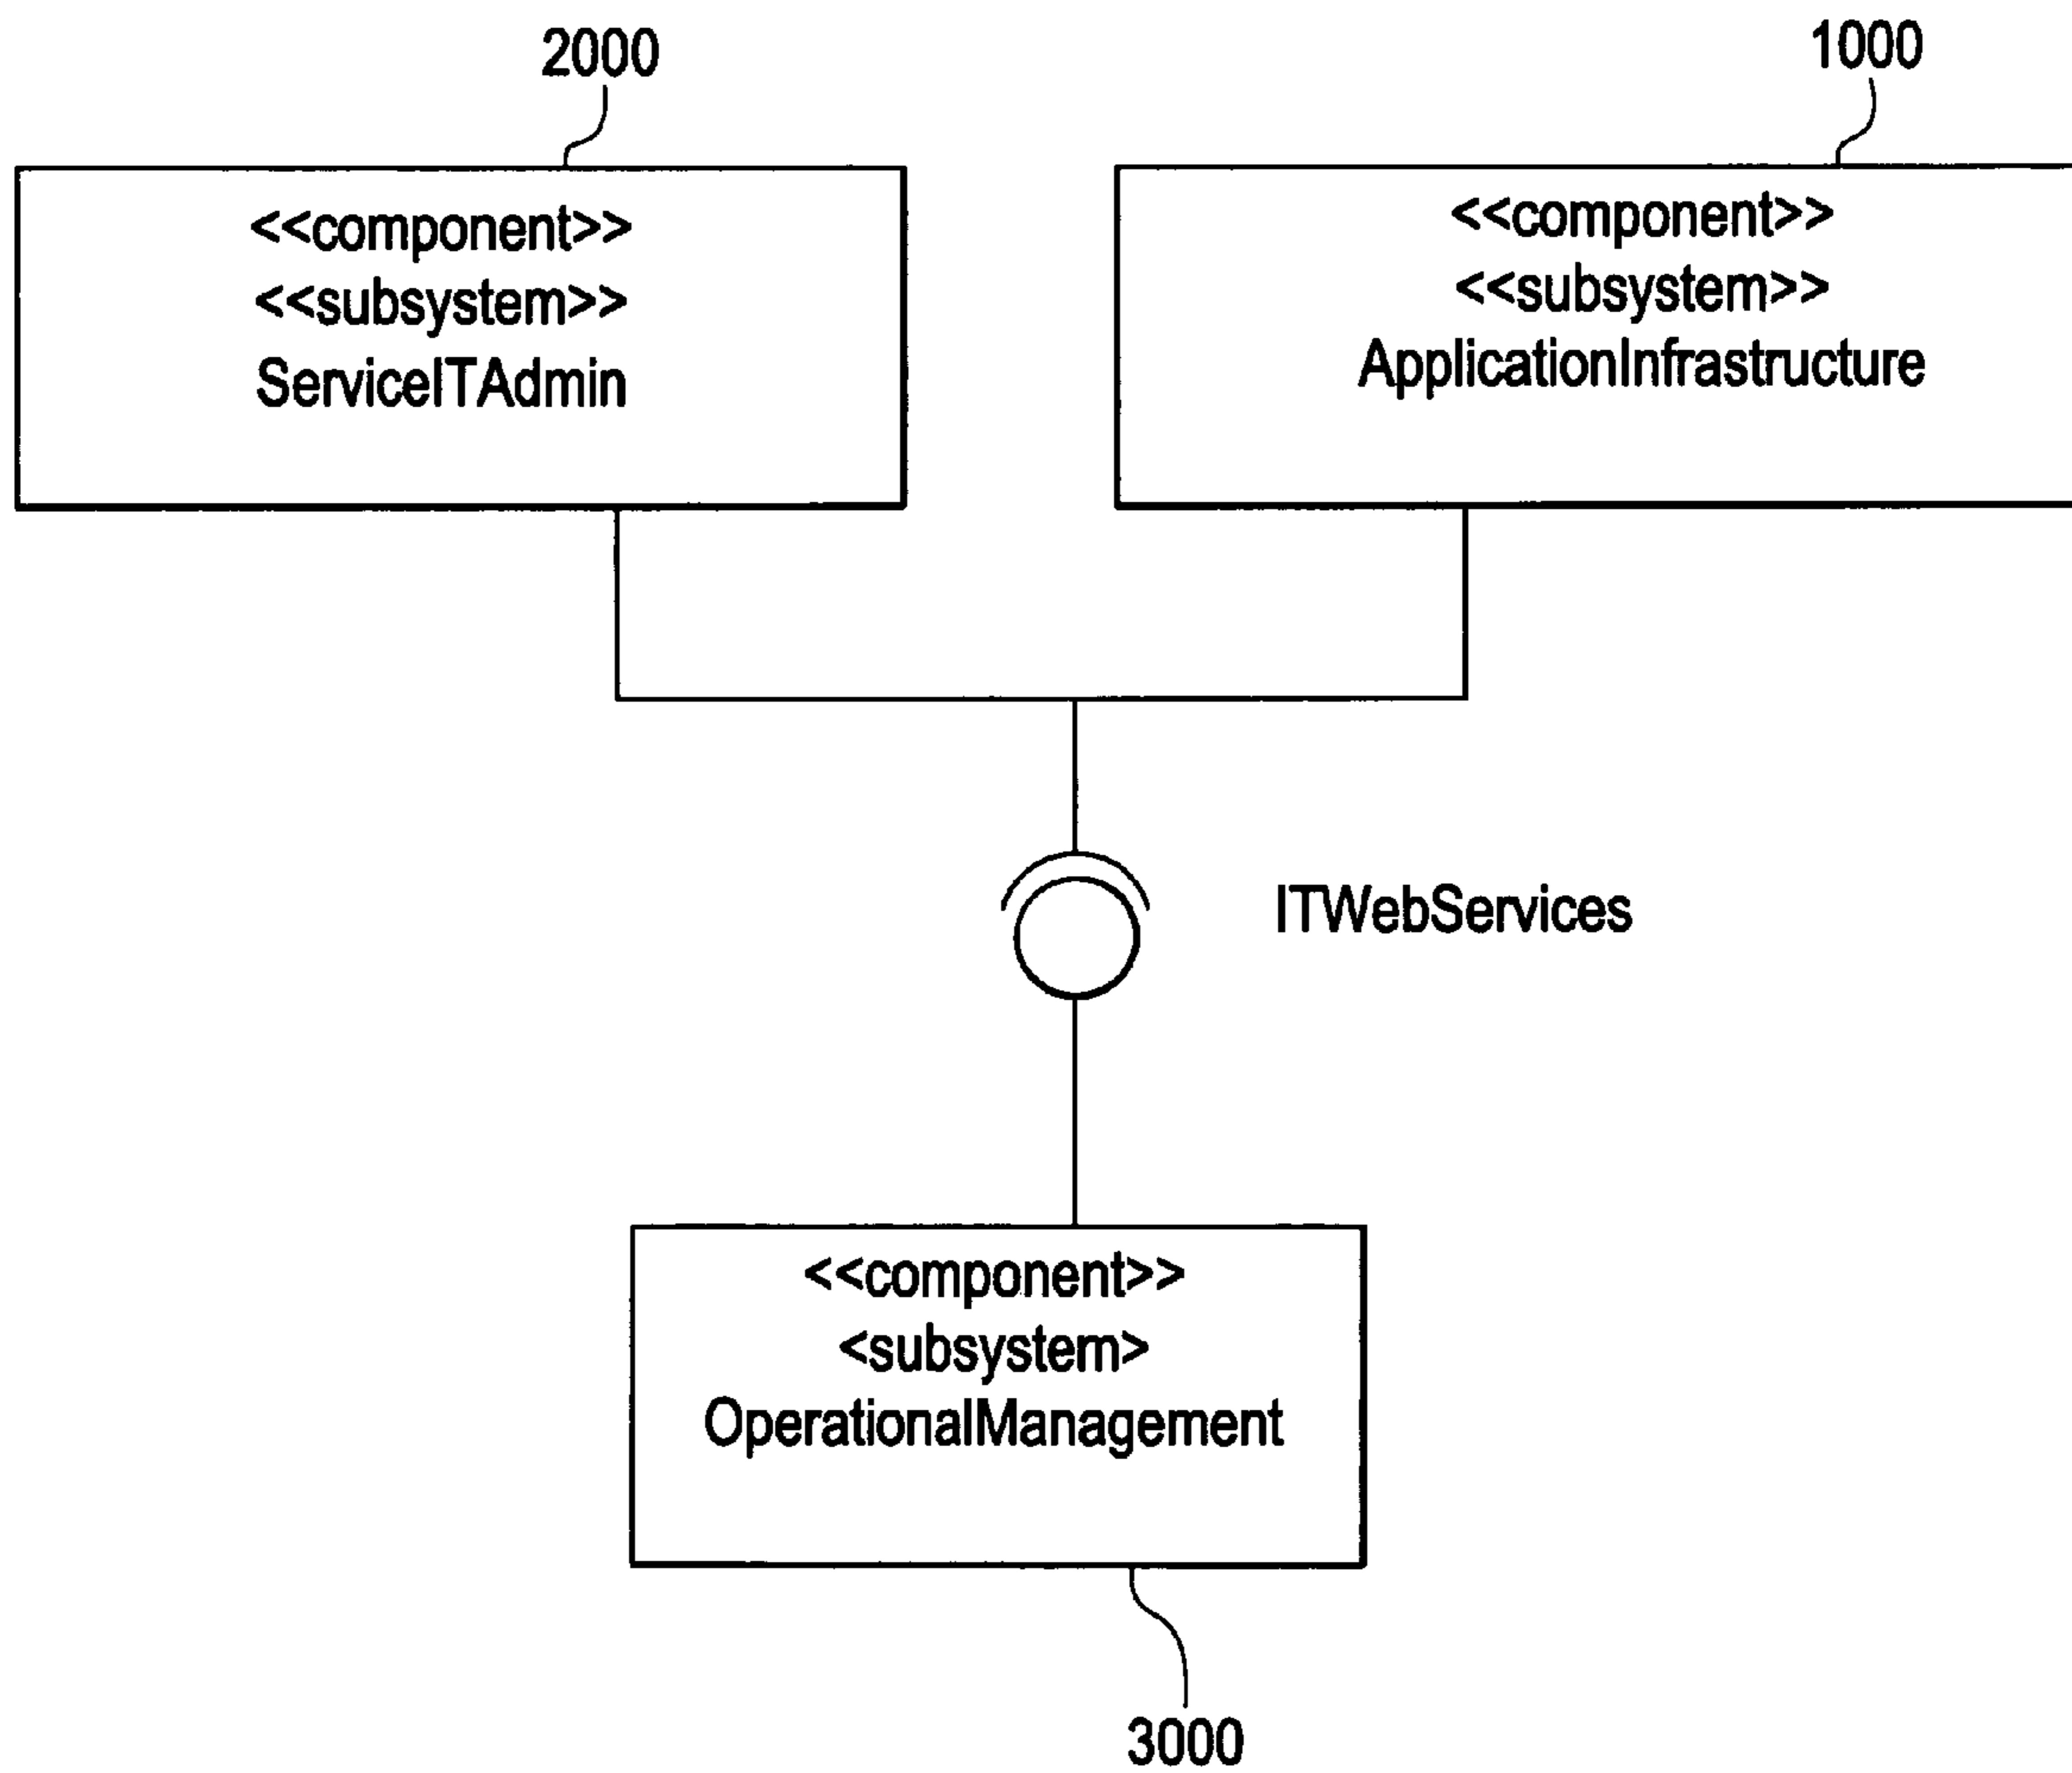 2000
1000
<<component>>
<<subsystem>>
ServiceITAdmin
<<component>>
<<subsystem>>
ApplicationInfrastructure
ITWebServices
<<component>>
<subsystem>
OperationalManagement
3000